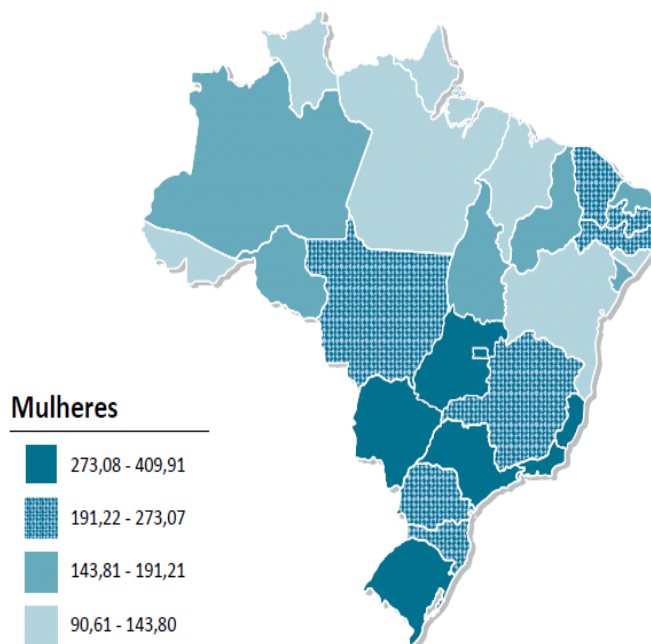 Mulheres
273,08 - 409,91
191,22 - 273,07
143,81 - 191,21
90,61 - 143,80